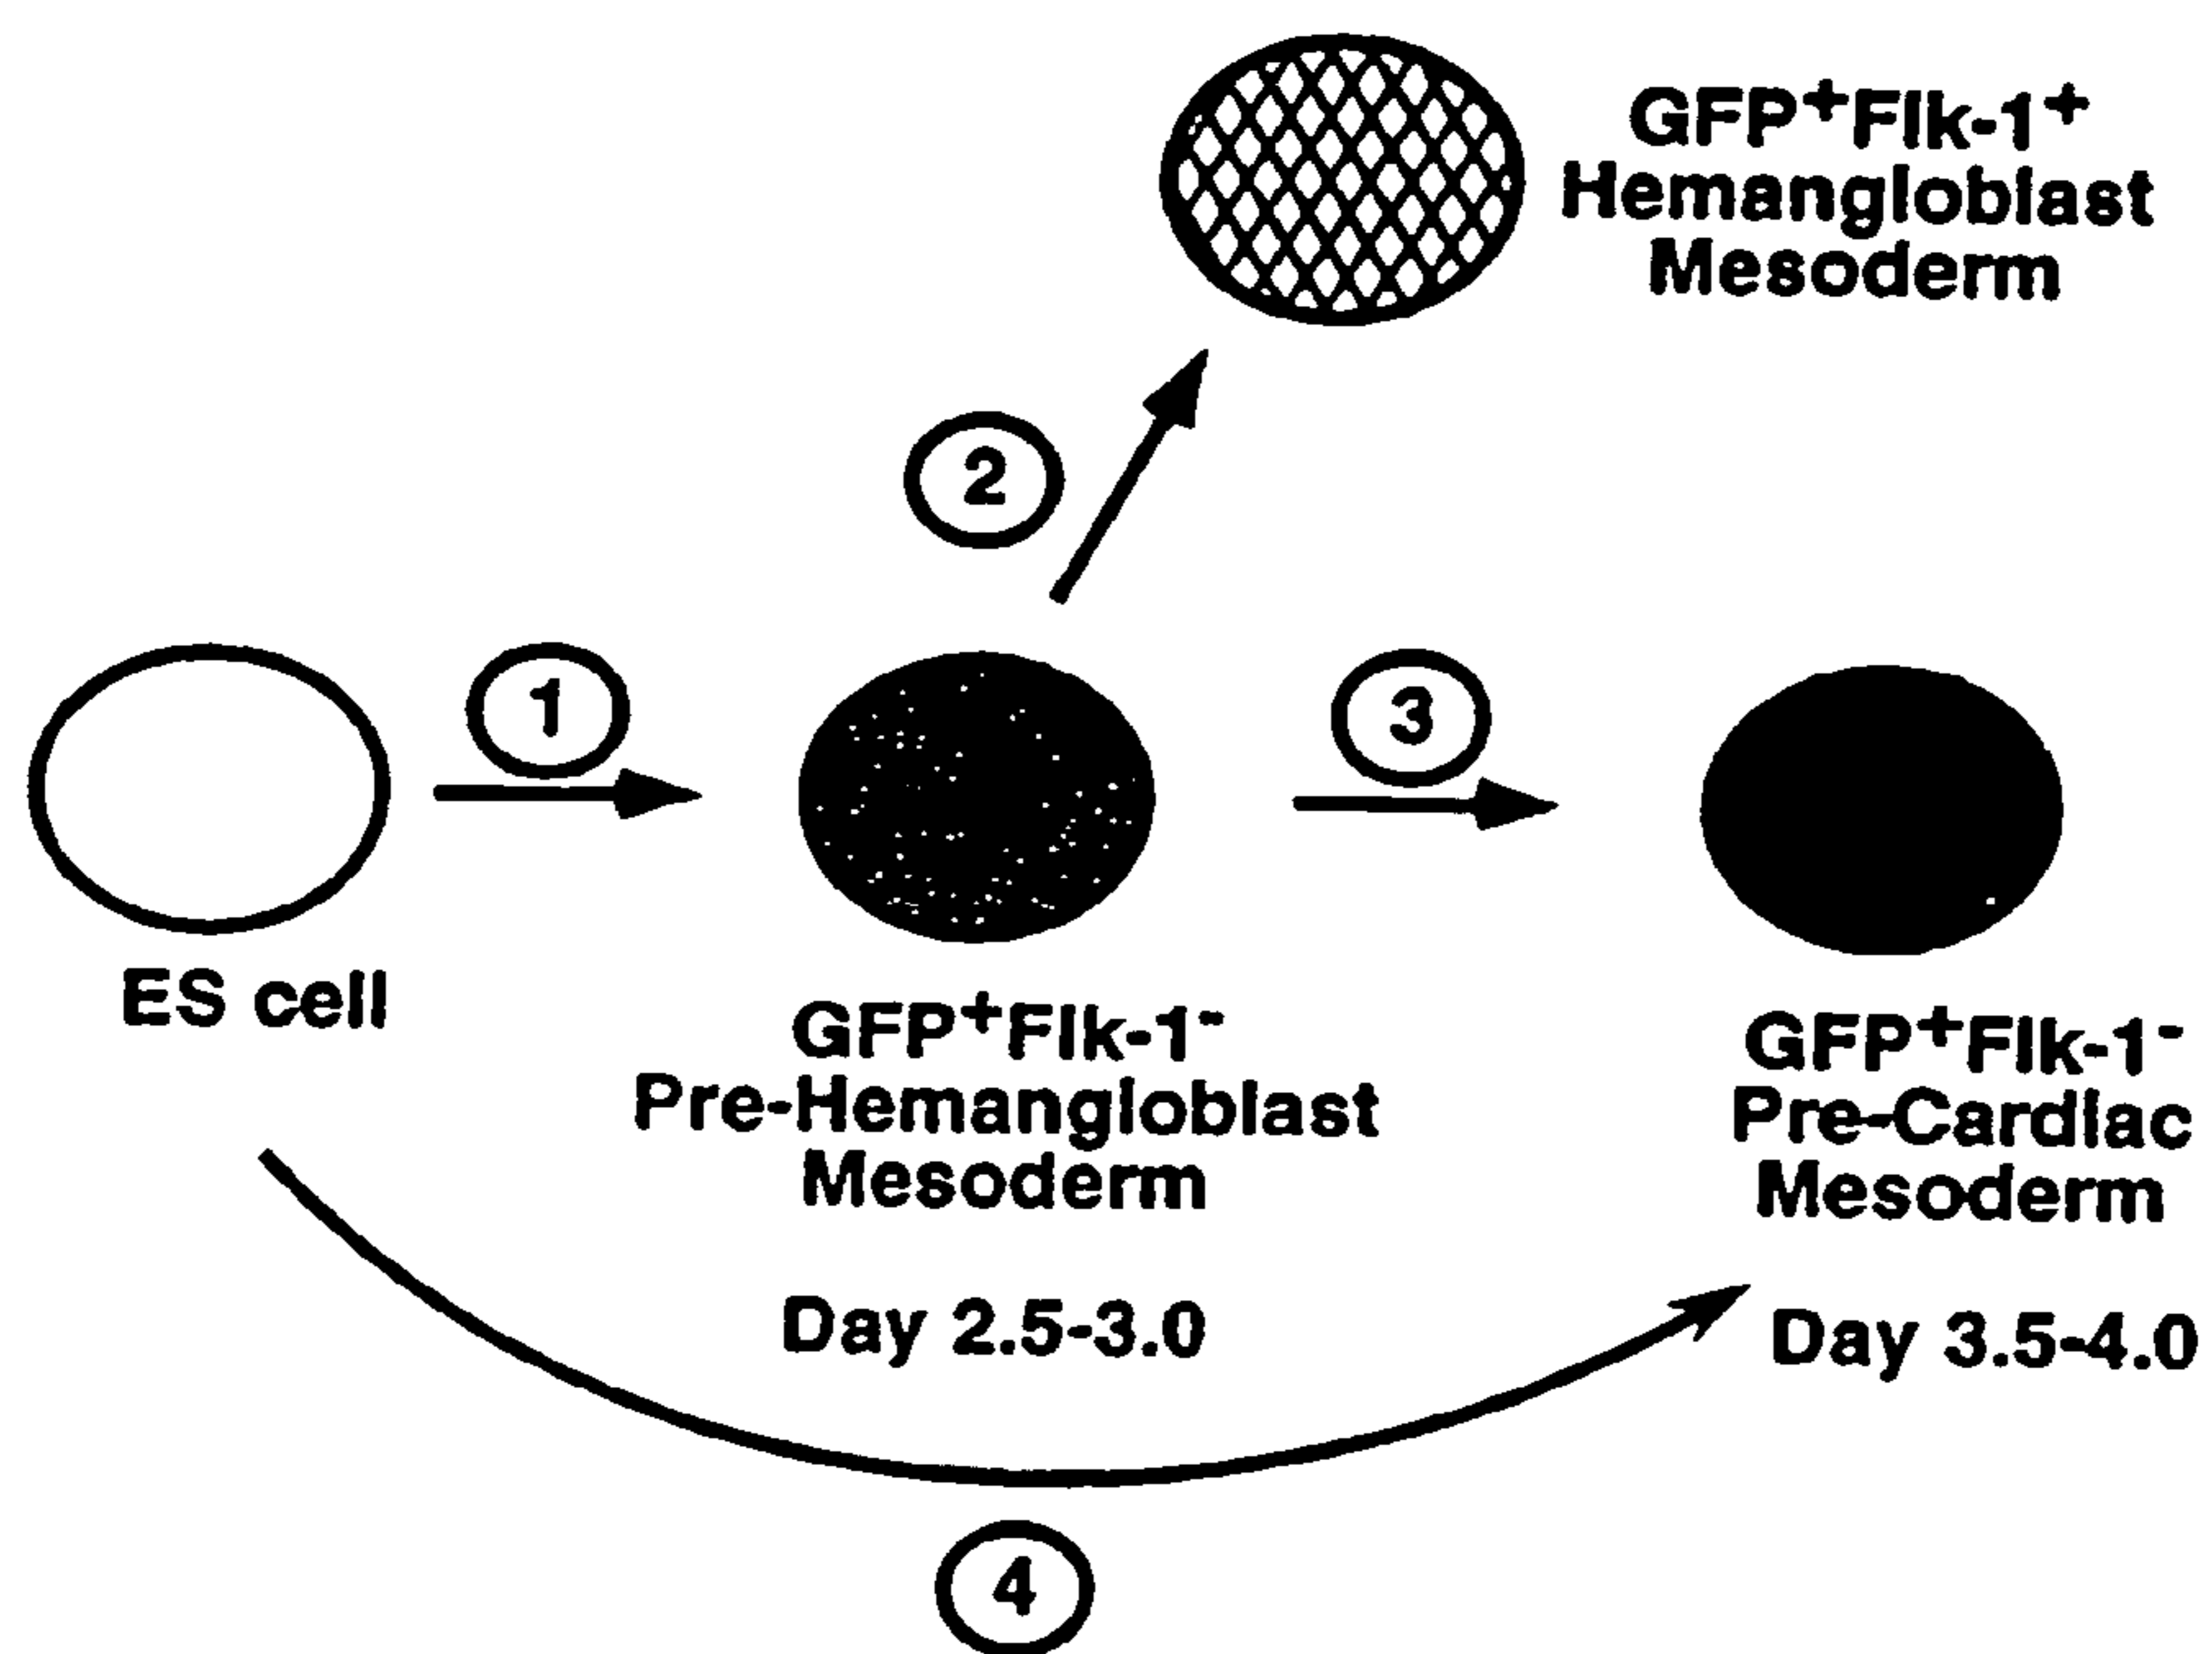 GFP+Flk-1+
Hemangioblast
Mesoderm
2
1
3
ES cell
GFP+Flk-1-
Pre-Hemangioblast
Mesoderm
Day 2.5-3.0
GFP+Flk-1-
Pre-Cardiac
Mesoderm
Day 3.5-4.0
4